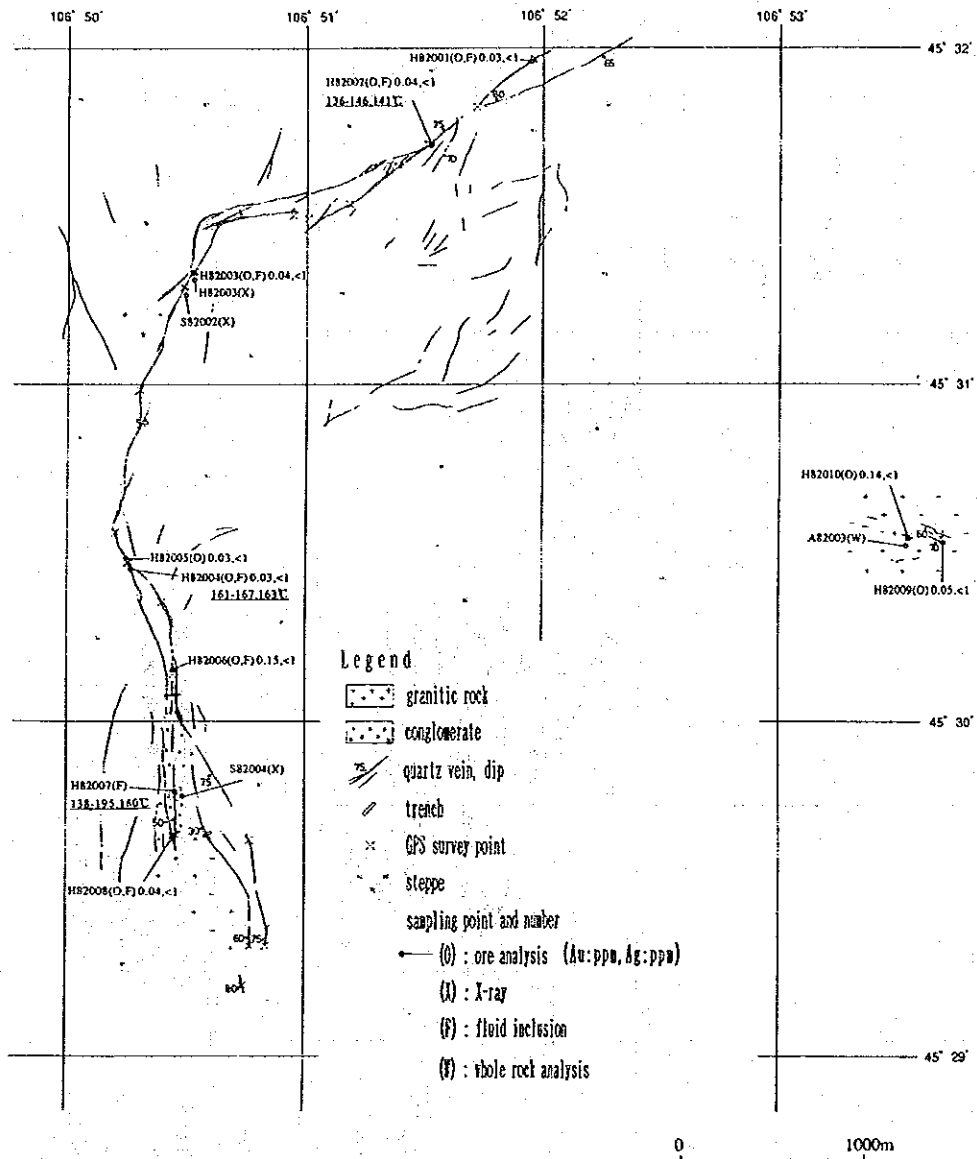 106° 50'
106° 51'
106° 52'
106° 53'
45° 32'
H82001(O,F) 0.03,<1
65
80
H82002(O,F) 0.04,<1
136-146,141℃
75
70
H82003(O,F) 0.04,<1
H82003(X)
S82002(X)
45° 31'
H82010(O) 0.14,<1
A82003(W)
60
70
H82009(O) 0.05,<1
H82005(O) 0.03,<1
H82004(O,F) 0.03,<1
161-167,163℃
H82006(O,F) 0.15,<1
45° 30'
S82004(X)
75
H82007(F)
138-195,160℃
50
H82008(O,F) 0.04,<1
60
75
80
Legend
granitic rock
conglomerate
75
quartz vein, dip
trench
GPS survey point
steppe
sampling point and number
(O) : ore analysis (Au:ppm, Ag:ppm)
(X) : X-ray
(F) : fluid inclusion
(W) : whole rock analysis
45° 29'
0
1000m